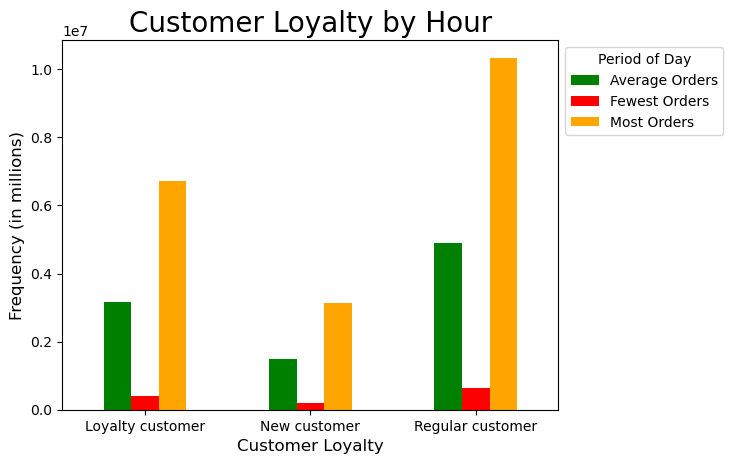 Customer Loyalty by Hour
1e7
1.0
0.8
0.6
0.4
0.2
0.0
Frequency (in millions)
Loyalty customer
New customer
Regular customer
Customer Loyalty
Period of Day
Average Orders
Fewest Orders
Most Orders